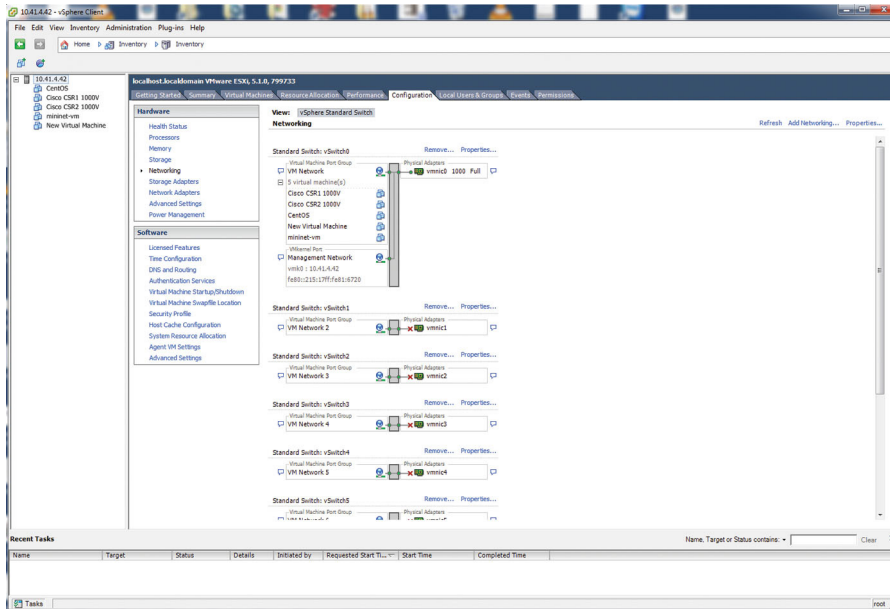 10.41.4.42 - vSphere Client
File Edit View Inventory Administration Plug-ins Help
Home Inventory Inventory
10.41.4.42
CentOS
Cisco CSR1 1000V
Cisco CSR2 1000V
mininet-vm
New Virtual Machine
localhost.localdomain VMware ESXi, 5.1.0, 799733
Getting Started Summary Virtual Machines Resource Allocation Performance Configuration Local Users & Groups Events Permissions
Hardware
Health Status
Processors
Memory
Storage
Networking
Storage Adapters
Network Adapters
Advanced Settings
Power Management
Software
Licensed Features
Time Configuration
DNS and Routing
Authentication Services
Virtual Machine Startup/Shutdown
Virtual Machine Swapfile Location
Security Profile
Host Cache Configuration
System Resource Allocation
Agent VM Settings
Advanced Settings
View: vSphere Standard Switch
Networking
Refresh Add Networking... Properties...
Standard Switch: vSwitch0 Remove... Properties...
Virtual Machine Port Group Physical Adapters
VM Network vmnic0 1000 Full
5 virtual machine(s)
Cisco CSR1 1000V
Cisco CSR2 1000V
CentOS
New Virtual Machine
mininet-vm
VMkernel Port
Management Network
vmk0 : 10.41.4.42
fe80::215:17ff:fe81:6720
Standard Switch: vSwitch1 Remove... Properties...
Virtual Machine Port Group Physical Adapters
VM Network 2 vmnic1
Standard Switch: vSwitch2 Remove... Properties...
Virtual Machine Port Group Physical Adapters
VM Network 3 vmnic2
Standard Switch: vSwitch3 Remove... Properties...
Virtual Machine Port Group Physical Adapters
VM Network 4 vmnic3
Standard Switch: vSwitch4 Remove... Properties...
Virtual Machine Port Group Physical Adapters
VM Network 5 vmnic4
Standard Switch: vSwitch5 Remove... Properties...
Virtual Machine Port Group Physical Adapters
Recent Tasks
Name, Target or Status contains: Clear
Name Target Status Details Initiated by Requested Start Ti... Start Time Completed Time
Tasks root